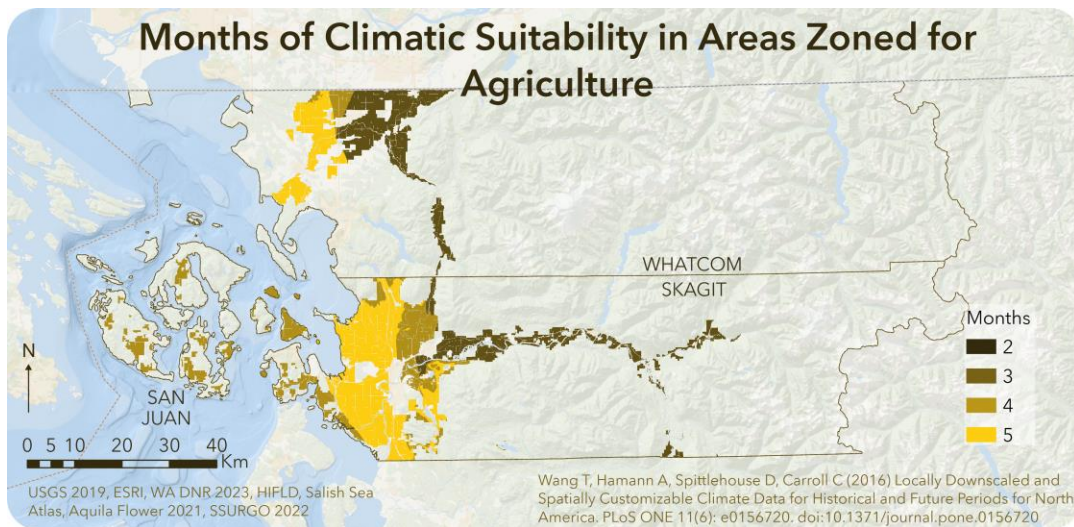 Months of Climatic Suitability in Areas Zoned for
Agriculture
WHATCOM
SKAGIT
Months
2
3
4
5
N
SAN
JUAN
0 5 10 20 30 40
Km
USGS 2019, ESRI, WA DNR 2023, HIFLD, Salish Sea
Atlas, Aquila Flower 2021, SSURGO 2022
Wang T, Hamann A, Spittlehouse D, Carroll C (2016) Locally Downscaled and
Spatially Customizable Climate Data for Historical and Future Periods for North
America. PLoS ONE 11(6): e0156720. doi:10.1371/journal.pone.0156720